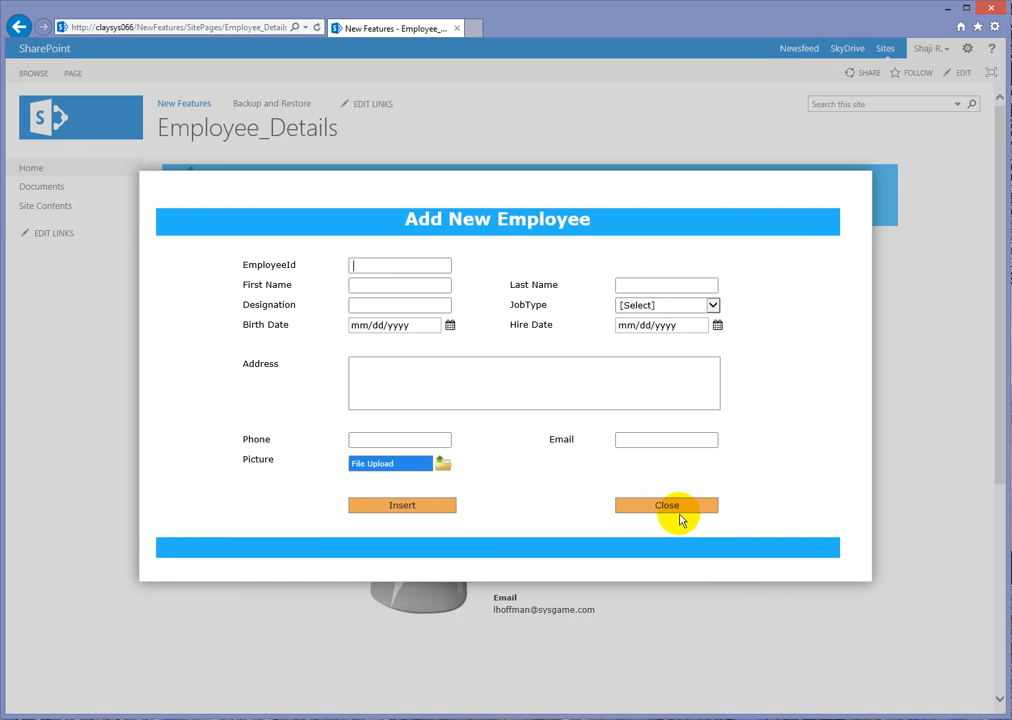 http://claysys066/NewFeatures/SitePages/Employee_Details
New Features - Employee_...
SharePoint
Newsfeed SkyDrive Sites Shaji R. ?
BROWSE PAGE
SHARE FOLLOW EDIT
New Features Backup and Restore EDIT LINKS
Search this site
Employee_Details
Home
Documents
Site Contents
EDIT LINKS
Add New Employee
EmployeeId
First Name Last Name
Designation JobType [Select]
Birth Date mm/dd/yyyy Hire Date mm/dd/yyyy
Address
Phone Email
Picture File Upload
Insert Close
Email
lhoffman@sysgame.com